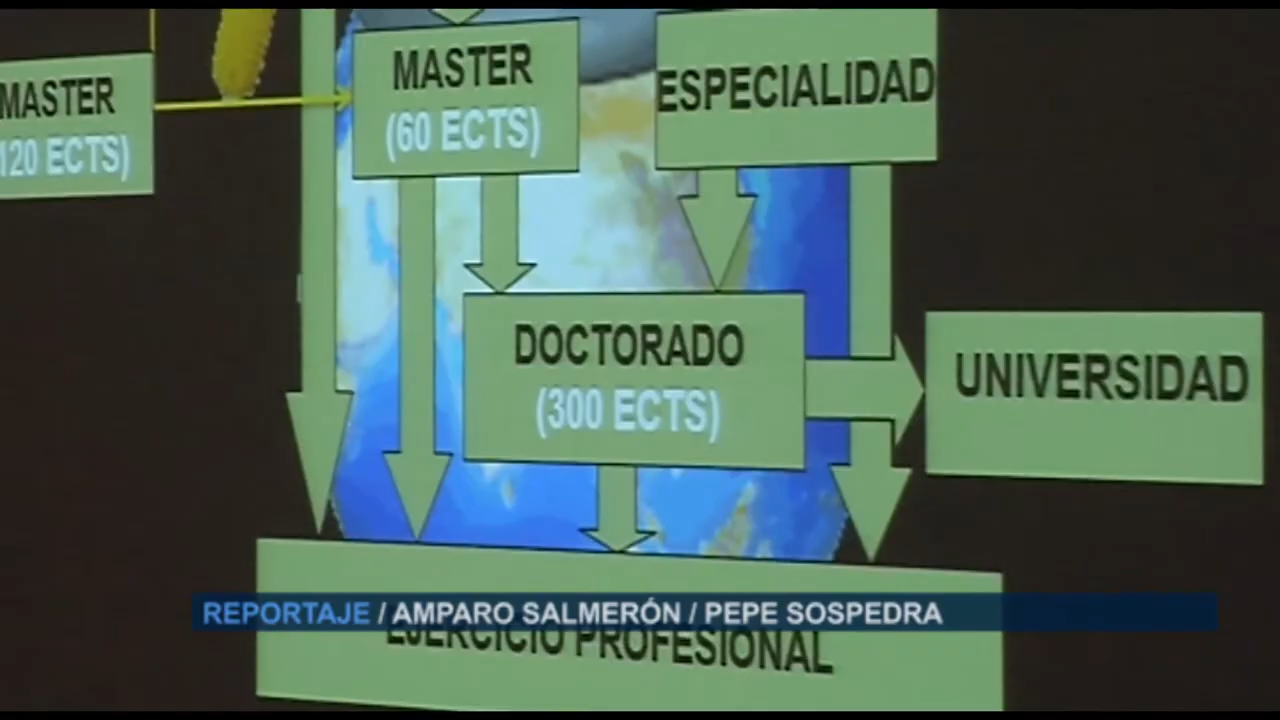 MASTER
(120 ECTS)
MASTER
(60 ECTS)
ESPECIALIDAD
DOCTORADO
(300 ECTS)
UNIVERSIDAD
REPORTAJE / AMPARO SALMERÓN / PEPE SOSPEDRA
EJERCICIO PROFESIONAL